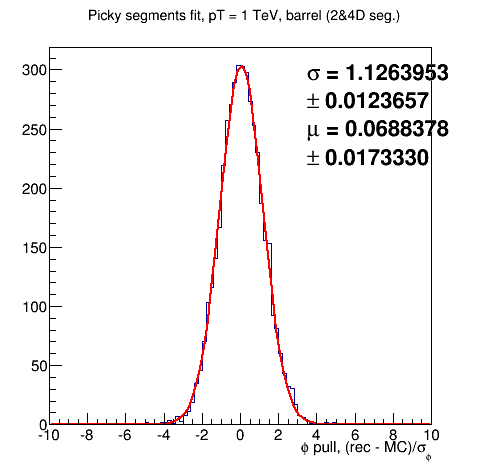 Picky segments fit, pT = 1 TeV, barrel (2&4D seg.)
σ = 1.1263953
± 0.0123657
μ = 0.0688378
± 0.0173330
300
250
200
150
100
50
0
-10 -8 -6 -4 -2 0 2 4 6 8 10
ϕ pull, (rec - MC)/σ_ϕ